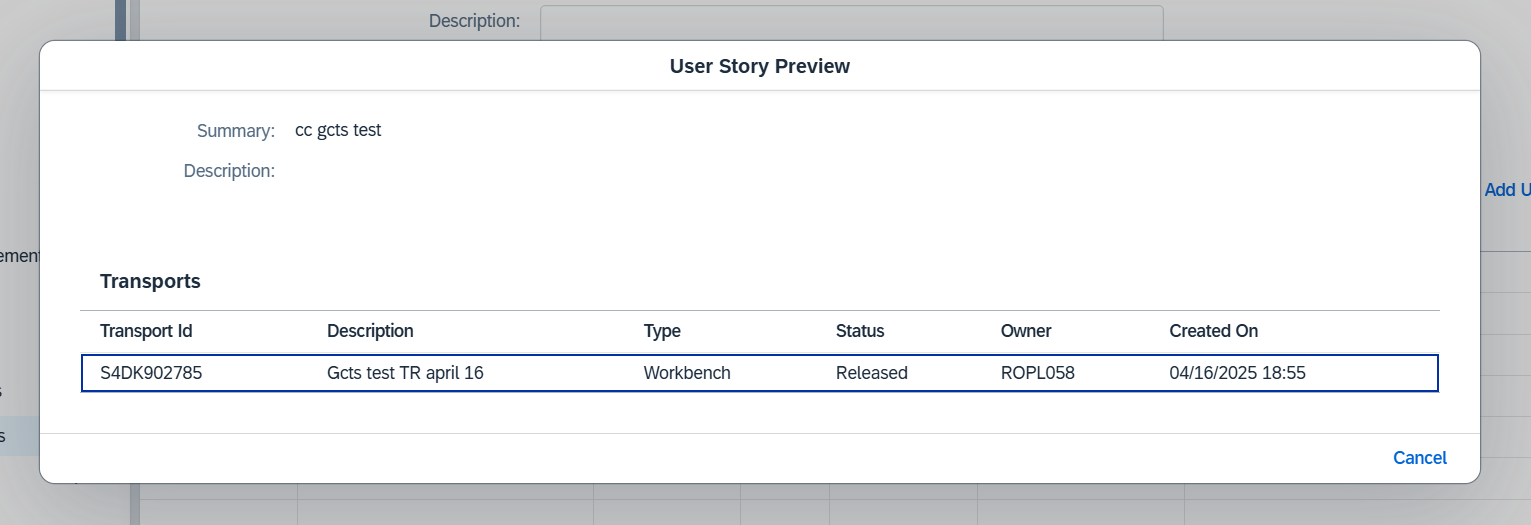 Description:
User Story Preview
Summary: cc gcts test
Description:
Add U
ement
Transports
Transport Id Description Type Status Owner Created On
S4DK902785 Gcts test TR april 16 Workbench Released ROPL058 04/16/2025 18:55
s
s
Cancel